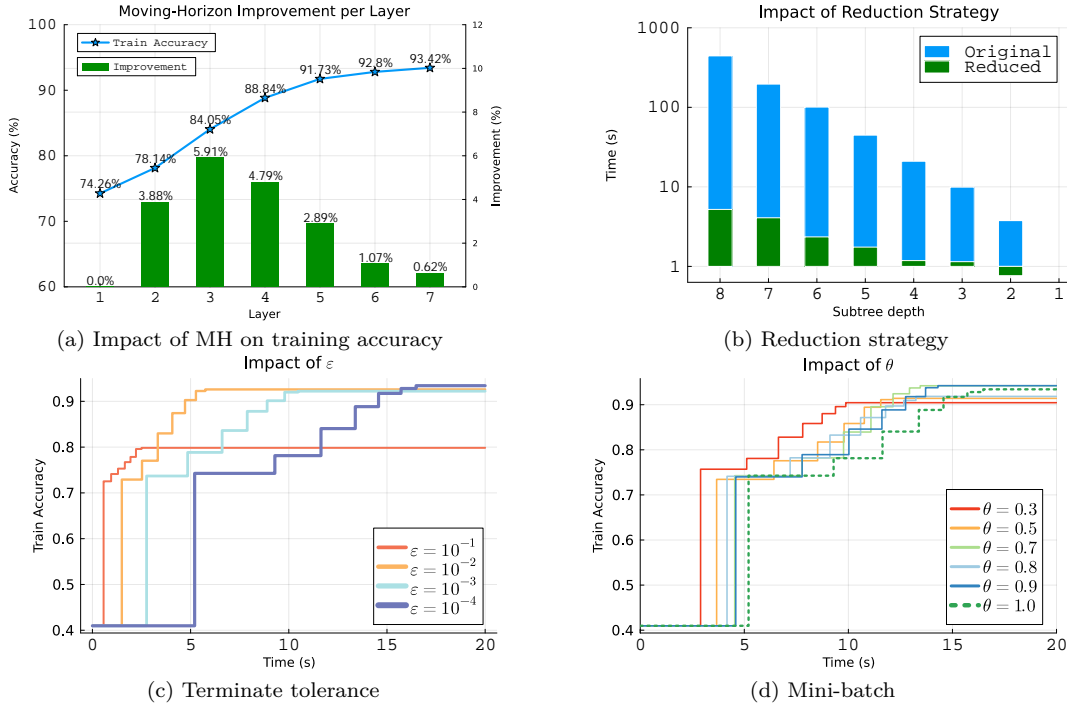 Moving-Horizon Improvement per Layer
100
90
80
70
60
Accuracy (%)
Train Accuracy
Improvement
74.26%
78.14%
84.05%
88.84%
91.73%
92.8%
93.42%
0.0%
3.88%
5.91%
4.79%
2.89%
1.07%
0.62%
12
10
8
6
4
2
0
Improvement (%)
1 2 3 4 5 6 7
Layer
(a) Impact of MH on training accuracy
Impact of Reduction Strategy
1000
100
10
1
Time (s)
Original
Reduced
8 7 6 5 4 3 2 1
Subtree depth
(b) Reduction strategy
Impact of ε
0.9
0.8
0.7
0.6
0.5
0.4
Train Accuracy
ε = 10⁻¹
ε = 10⁻²
ε = 10⁻³
ε = 10⁻⁴
0 5 10 15 20
Time (s)
(c) Terminate tolerance
Impact of θ
0.9
0.8
0.7
0.6
0.5
0.4
Train Accuracy
θ = 0.3
θ = 0.5
θ = 0.7
θ = 0.8
θ = 0.9
θ = 1.0
0 5 10 15 20
Time (s)
(d) Mini-batch